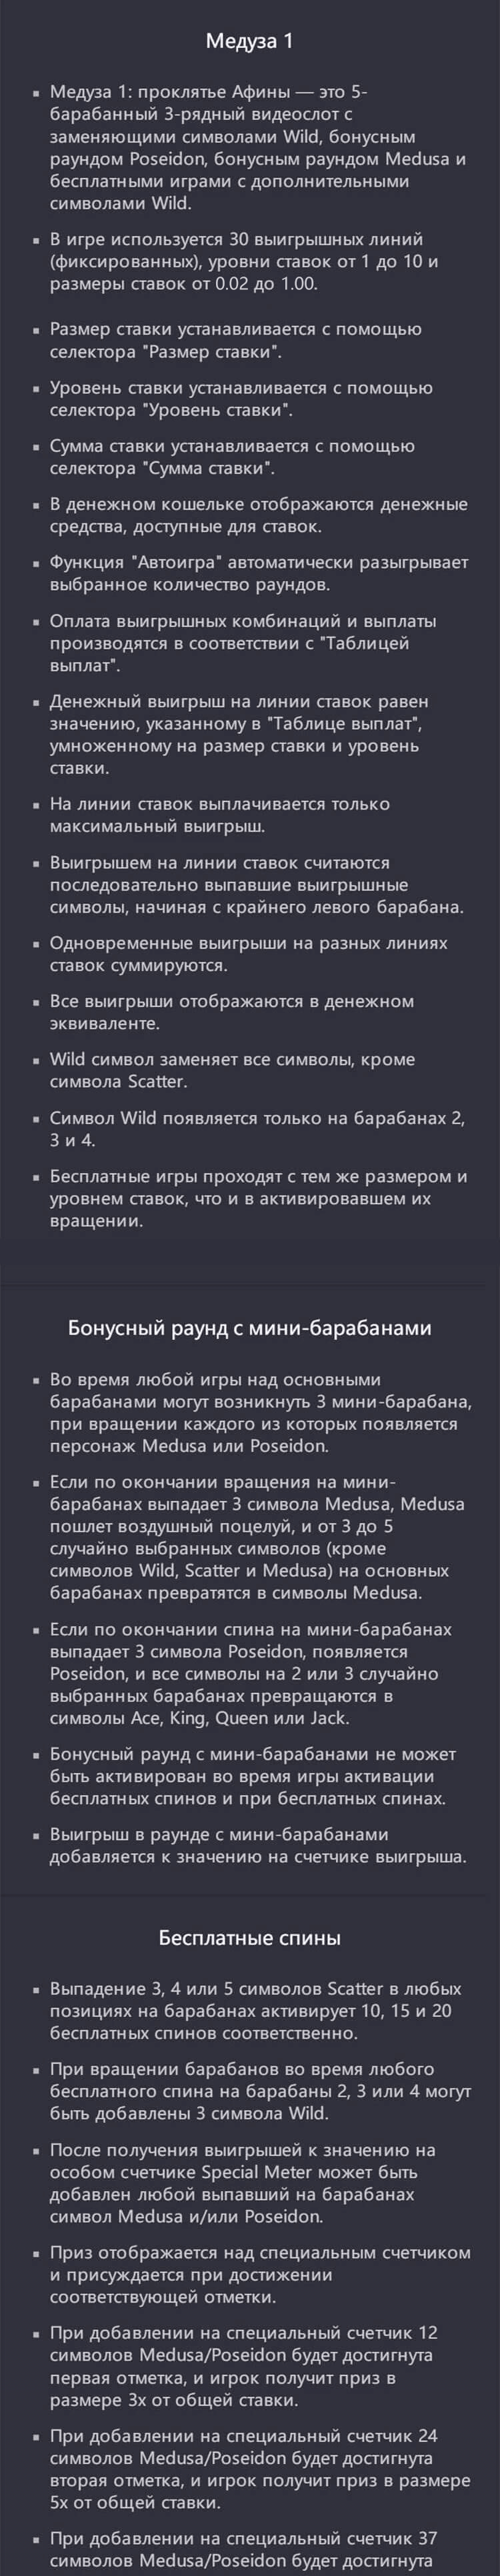 Медуза 1
▪ Медуза 1: проклятье Афины — это 5-
барабанный 3-рядный видеослот с
заменяющими символами Wild, бонусным
раундом Poseidon, бонусным раундом Medusa и
бесплатными играми с дополнительными
символами Wild.
▪ В игре используется 30 выигрышных линий
(фиксированных), уровни ставок от 1 до 10 и
размеры ставок от 0.02 до 1.00.
▪ Размер ставки устанавливается с помощью
селектора "Размер ставки".
▪ Уровень ставки устанавливается с помощью
селектора "Уровень ставки".
▪ Сумма ставки устанавливается с помощью
селектора "Сумма ставки".
▪ В денежном кошельке отображаются денежные
средства, доступные для ставок.
▪ Функция "Автоигра" автоматически разыгрывает
выбранное количество раундов.
▪ Оплата выигрышных комбинаций и выплаты
производятся в соответствии с "Таблицей
выплат".
▪ Денежный выигрыш на линии ставок равен
значению, указанному в "Таблице выплат",
умноженному на размер ставки и уровень
ставки.
▪ На линии ставок выплачивается только
максимальный выигрыш.
▪ Выигрышем на линии ставок считаются
последовательно выпавшие выигрышные
символы, начиная с крайнего левого барабана.
▪ Одновременные выигрыши на разных линиях
ставок суммируются.
▪ Все выигрыши отображаются в денежном
эквиваленте.
▪ Wild символ заменяет все символы, кроме
символа Scatter.
▪ Символ Wild появляется только на барабанах 2,
3 и 4.
▪ Бесплатные игры проходят с тем же размером и
уровнем ставок, что и в активировавшем их
вращении.
Бонусный раунд с мини-барабанами
▪ Во время любой игры над основными
барабанами могут возникнуть 3 мини-барабана,
при вращении каждого из которых появляется
персонаж Medusa или Poseidon.
▪ Если по окончании вращения на мини-
барабанах выпадает 3 символа Medusa, Medusa
пошлет воздушный поцелуй, и от 3 до 5
случайно выбранных символов (кроме
символов Wild, Scatter и Medusa) на основных
барабанах превратятся в символы Medusa.
▪ Если по окончании спина на мини-барабанах
выпадает 3 символа Poseidon, появляется
Poseidon, и все символы на 2 или 3 случайно
выбранных барабанах превращаются в
символы Ace, King, Queen или Jack.
▪ Бонусный раунд с мини-барабанами не может
быть активирован во время игры активации
бесплатных спинов и при бесплатных спинах.
▪ Выигрыш в раунде с мини-барабанами
добавляется к значению на счетчике выигрыша.
Бесплатные спины
▪ Выпадение 3, 4 или 5 символов Scatter в любых
позициях на барабанах активирует 10, 15 и 20
бесплатных спинов соответственно.
▪ При вращении барабанов во время любого
бесплатного спина на барабаны 2, 3 или 4 могут
быть добавлены 3 символа Wild.
▪ После получения выигрышей к значению на
особом счетчике Special Meter может быть
добавлен любой выпавший на барабанах
символ Medusa и/или Poseidon.
▪ Приз отображается над специальным счетчиком
и присуждается при достижении
соответствующей отметки.
▪ При добавлении на специальный счетчик 12
символов Medusa/Poseidon будет достигнута
первая отметка, и игрок получит приз в
размере 3x от общей ставки.
▪ При добавлении на специальный счетчик 24
символов Medusa/Poseidon будет достигнута
вторая отметка, и игрок получит приз в размере
5x от общей ставки.
▪ При добавлении на специальный счетчик 37
символов Medusa/Poseidon будет достигнута